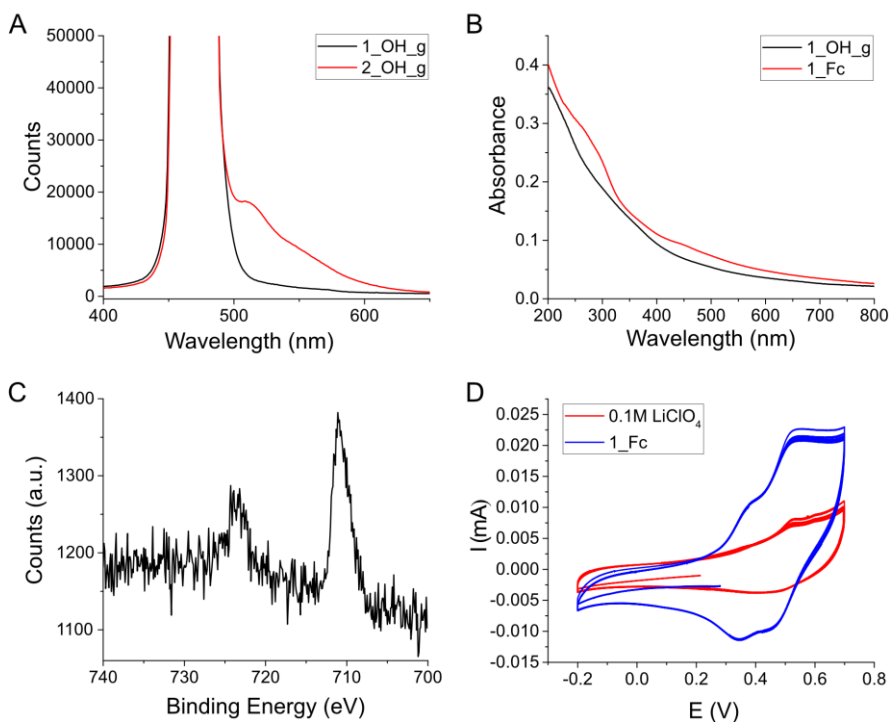 A
50000
40000
30000
20000
10000
0
Counts
400
500
600
Wavelength (nm)
1_OH_g
2_OH_g
B
0.4
0.3
0.2
0.1
0.0
Absorbance
200 300 400 500 600 700 800
Wavelength (nm)
1_OH_g
1_Fc
C
1400
1300
1200
1100
Counts (a.u.)
740 730 720 710 700
Binding Energy (eV)
D
0.025
0.020
0.015
0.010
0.005
0.000
-0.005
-0.010
-0.015
I (mA)
-0.2 0.0 0.2 0.4 0.6 0.8
E (V)
0.1M LiClO₄
1_Fc